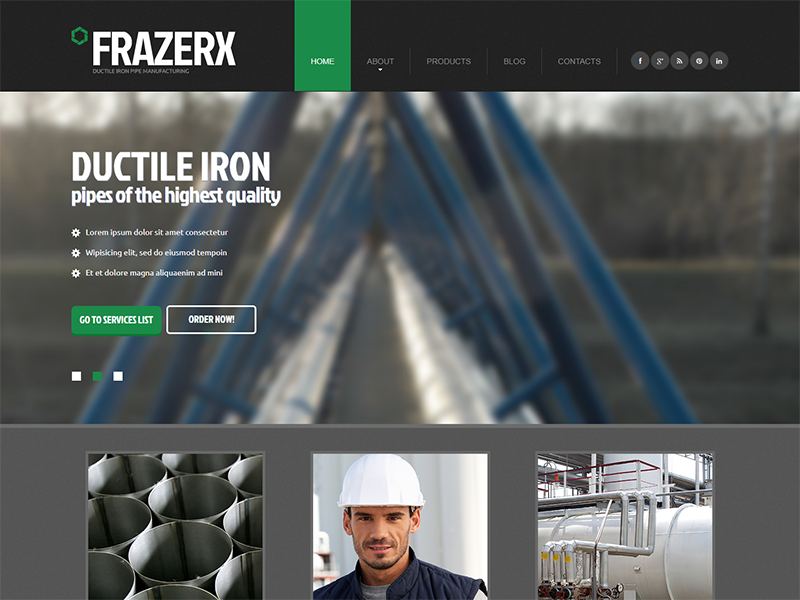 FRAZERX
DUCTILE IRON PIPE MANUFACTURING
HOME ABOUT PRODUCTS BLOG CONTACTS
DUCTILE IRON
pipes of the highest quality
Lorem ipsum dolor sit amet consectetur
Wipisicing elit, sed do eiusmod tempoin
Et et dolore magna aliquaenim ad mini
GO TO SERVICES LIST ORDER NOW!